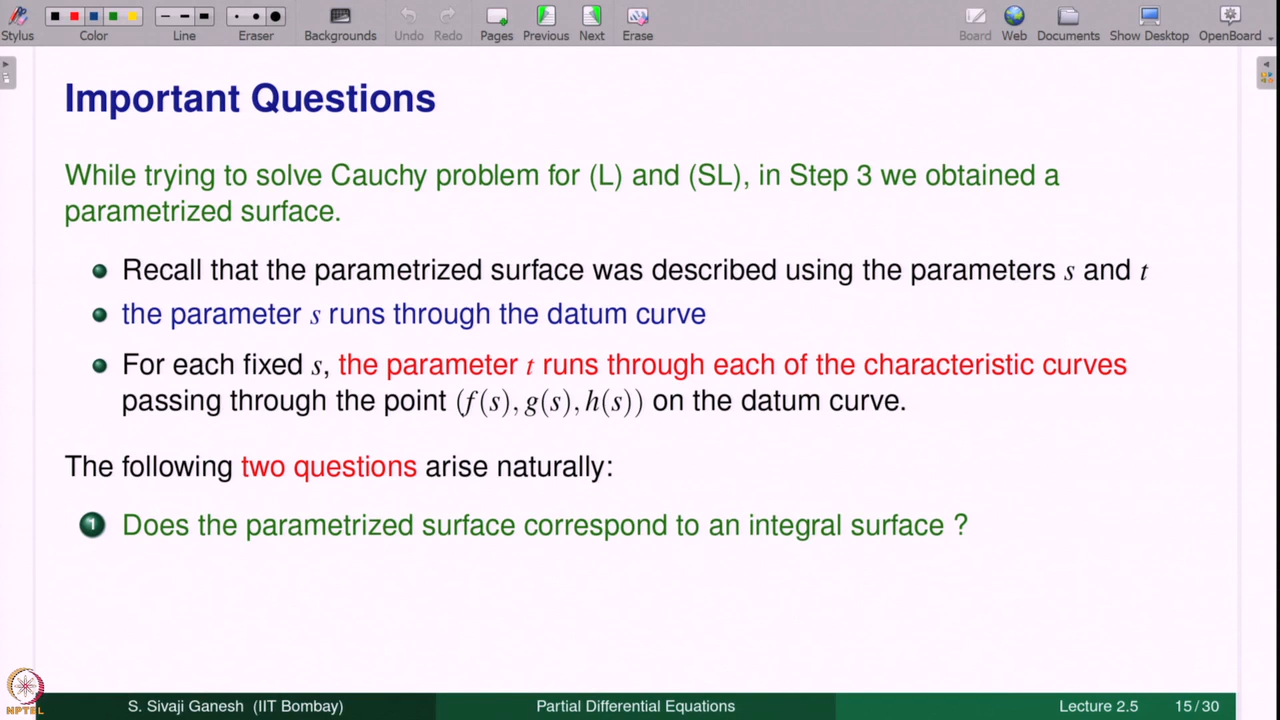 Stylus Color Line Eraser Backgrounds Undo Redo Pages Previous Next Erase Board Web Documents Show Desktop OpenBoard
Important Questions
While trying to solve Cauchy problem for (L) and (SL), in Step 3 we obtained a
parametrized surface.
Recall that the parametrized surface was described using the parameters s and t
the parameter s runs through the datum curve
For each fixed s, the parameter t runs through each of the characteristic curves
passing through the point (f(s), g(s), h(s)) on the datum curve.
The following two questions arise naturally:
1 Does the parametrized surface correspond to an integral surface ?
NPTEL
S. Sivaji Ganesh (IIT Bombay) Partial Differential Equations Lecture 2.5 15 / 30